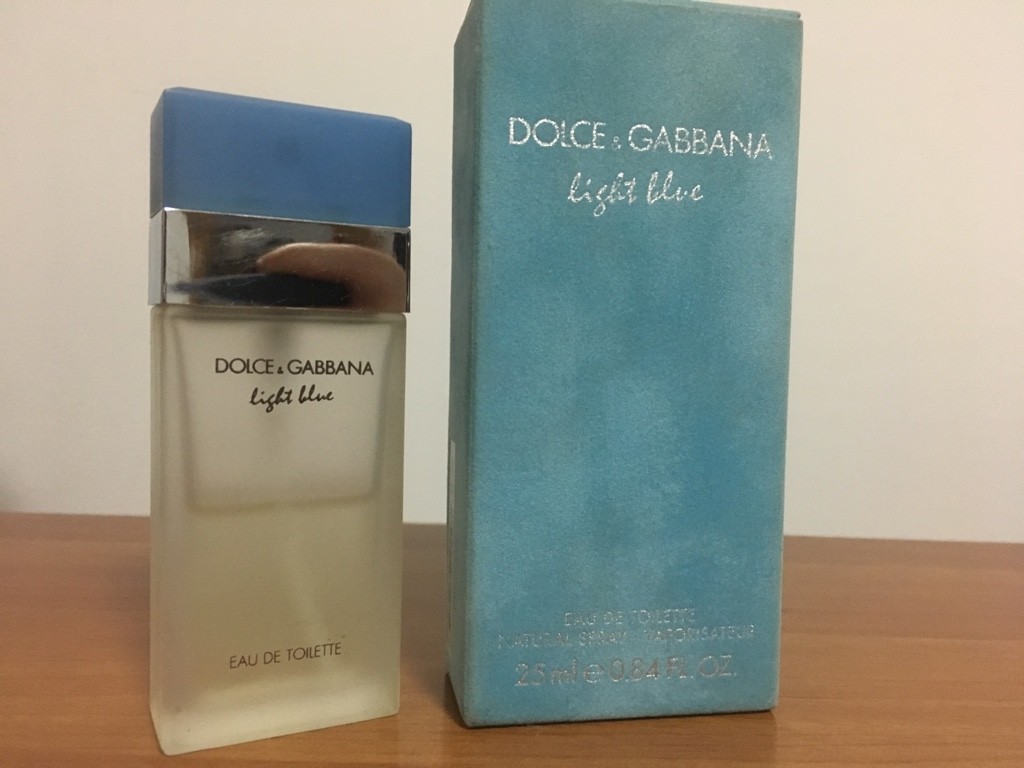 DOLCE & GABBANA
light blue
EAU DE TOILETTE
DOLCE & GABBANA
light blue
EAU DE TOILETTE
NATURAL SPRAY VAPORISATEUR
25 ml e 0.84 FL. OZ.